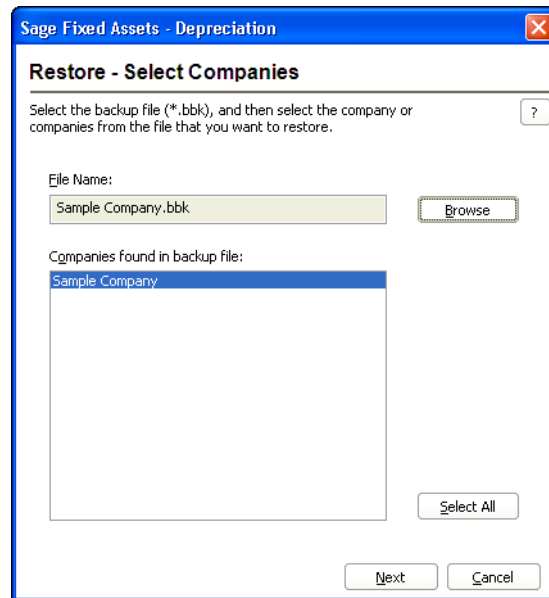 Sage Fixed Assets - Depreciation
Restore - Select Companies
Select the backup file (*.bbk), and then select the company or
companies from the file that you want to restore.
?
File Name:
Sample Company.bbk
Browse
Companies found in backup file:
Sample Company
Select All
Next
Cancel